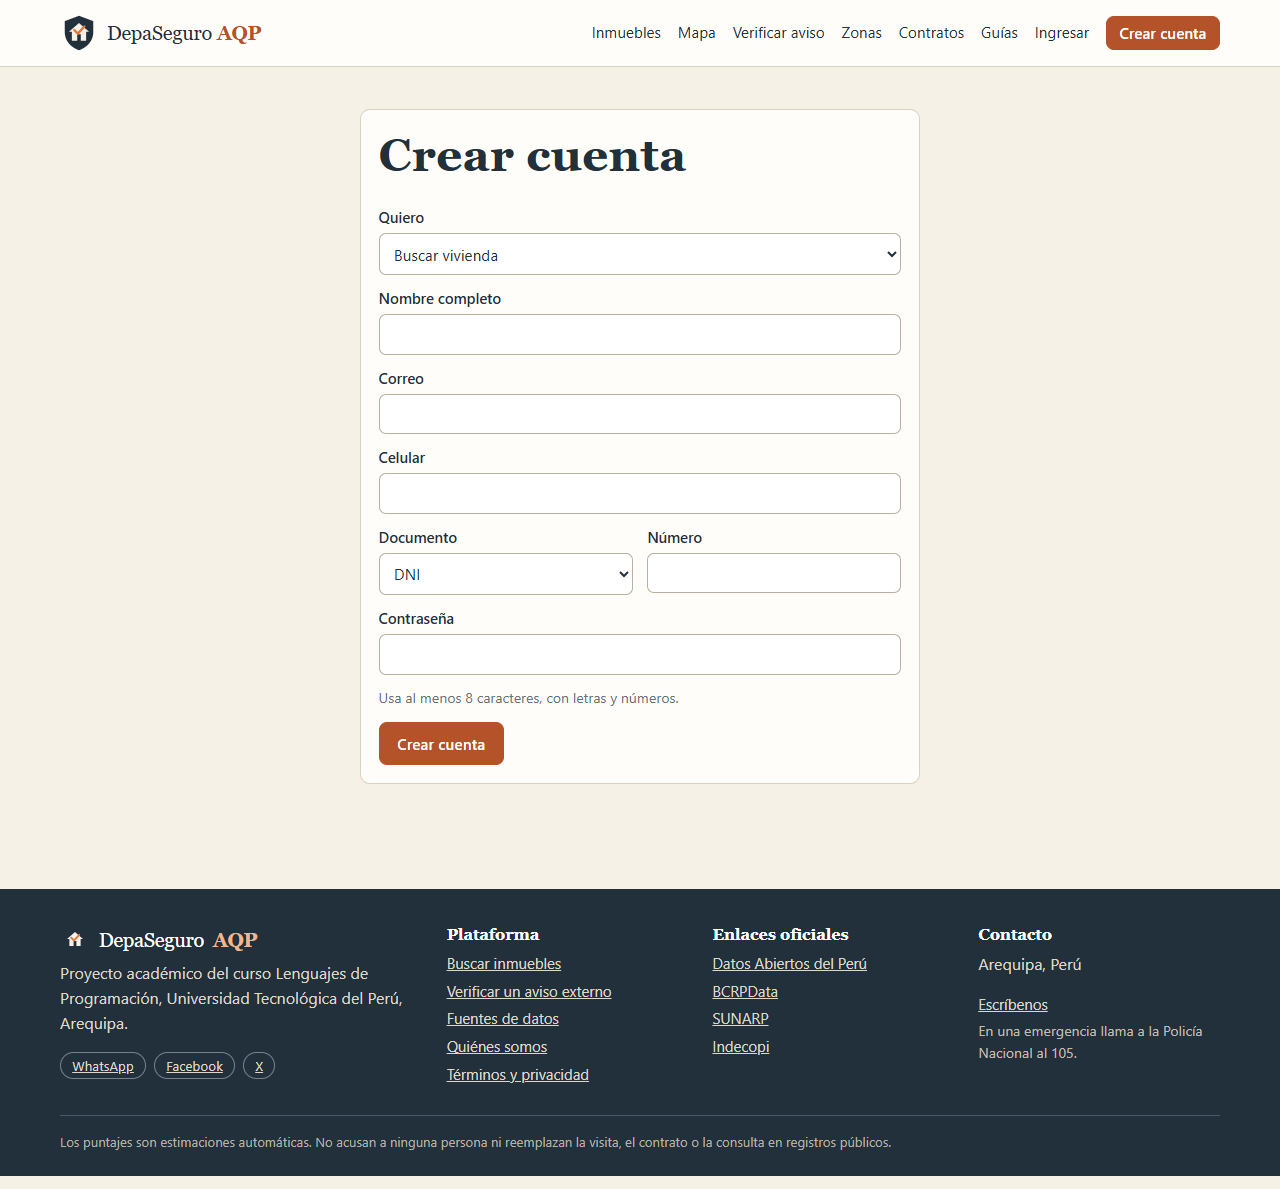 DepaSeguro AQP
Inmuebles Mapa Verificar aviso Zonas Contratos Guías Ingresar Crear cuenta
Crear cuenta
Quiero
Buscar vivienda
Nombre completo
Correo
Celular
Documento Número
DNI
Contraseña
Usa al menos 8 caracteres, con letras y números.
Crear cuenta
DepaSeguro AQP
Proyecto académico del curso Lenguajes de
Programación, Universidad Tecnológica del Perú,
Arequipa.
WhatsApp Facebook X
Plataforma
Buscar inmuebles
Verificar un aviso externo
Fuentes de datos
Quiénes somos
Términos y privacidad
Enlaces oficiales
Datos Abiertos del Perú
BCRPData
SUNARP
Indecopi
Contacto
Arequipa, Perú
Escríbenos
En una emergencia llama a la Policía
Nacional al 105.
Los puntajes son estimaciones automáticas. No acusan a ninguna persona ni reemplazan la visita, el contrato o la consulta en registros públicos.